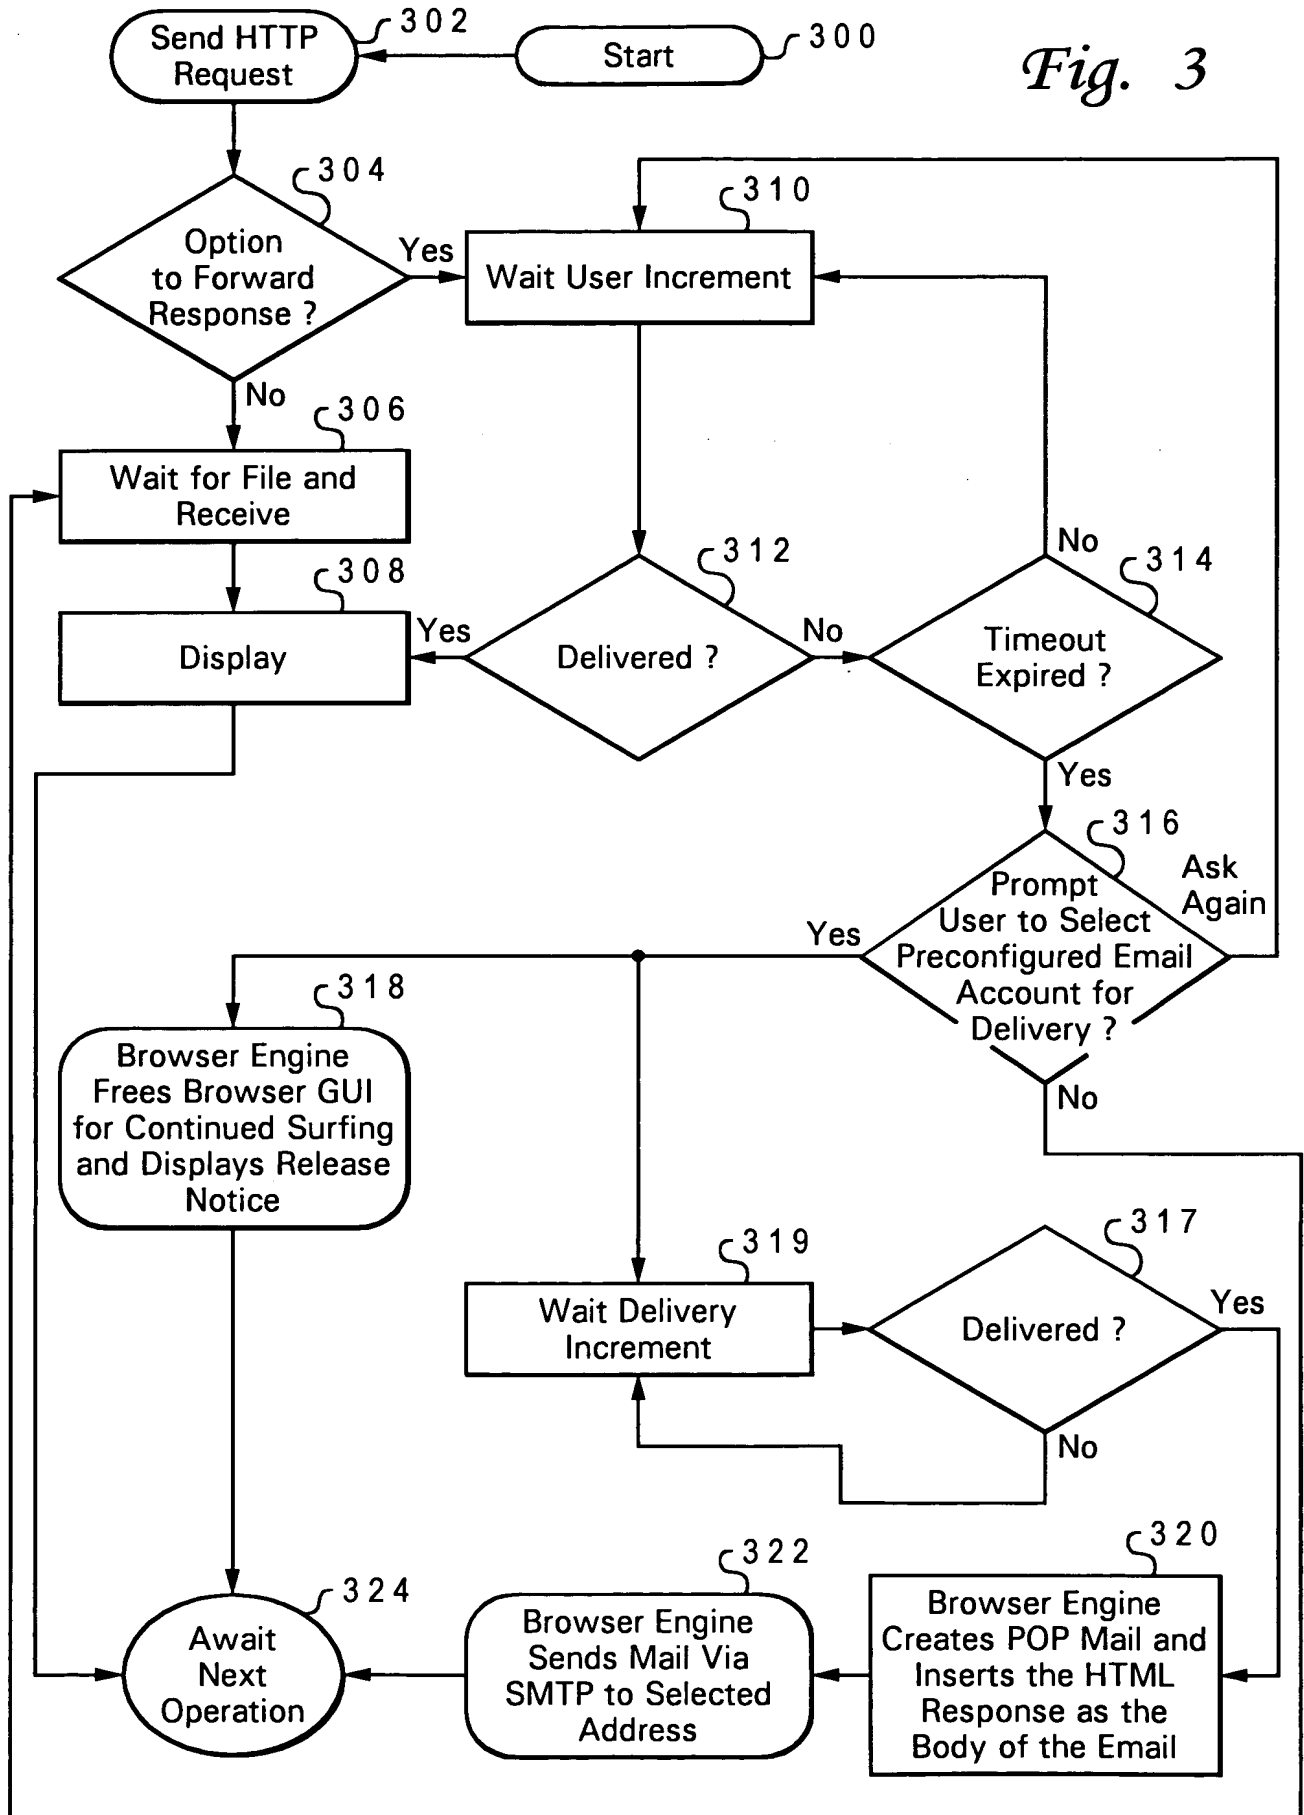 Send HTTP
Request
302
Start
300
Fig. 3
304
Option
to Forward
Response ?
Yes
No
310
Wait User Increment
306
Wait for File and
Receive
308
Display
Yes
312
Delivered ?
No
No
314
Timeout
Expired ?
Yes
316
Prompt
User to Select
Preconfigured Email
Account for
Delivery ?
Ask
Again
Yes
No
318
Browser Engine
Frees Browser GUI
for Continued Surfing
and Displays Release
Notice
319
Wait Delivery
Increment
317
Delivered ?
Yes
No
320
Browser Engine
Creates POP Mail and
Inserts the HTML
Response as the
Body of the Email
322
Browser Engine
Sends Mail Via
SMTP to Selected
Address
324
Await
Next
Operation